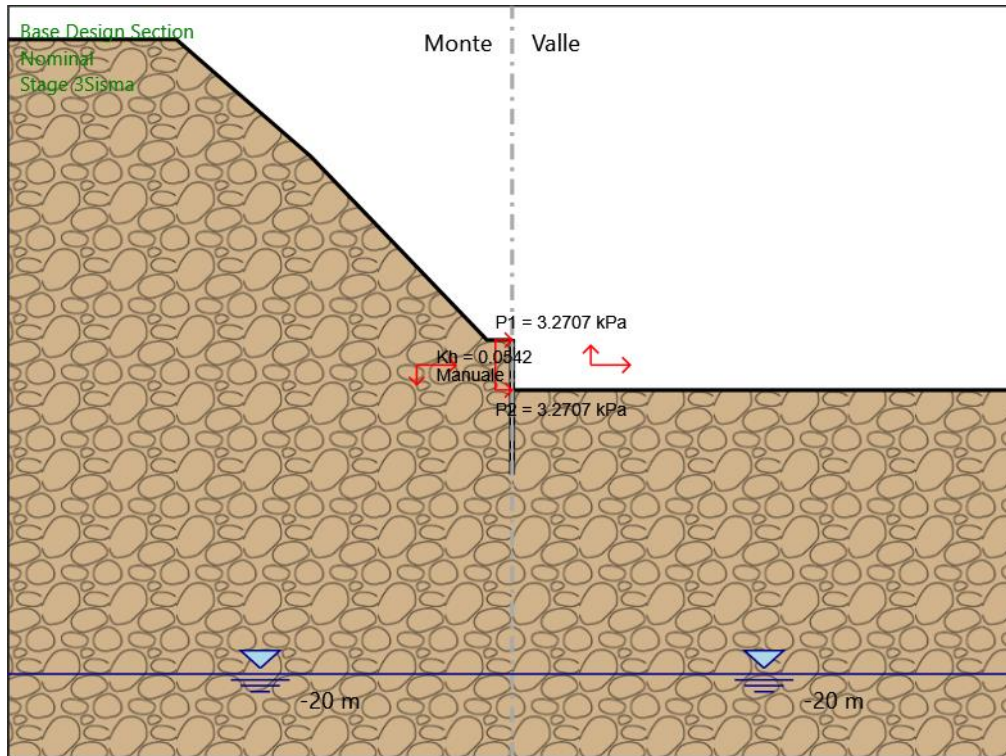 Base Design Section
Nominal
Stage 3Sisma
Monte
Valle
P1 = 3.2707 kPa
Kh = 0.0542
Manuale
P2 = 3.2707 kPa
-20 m
-20 m